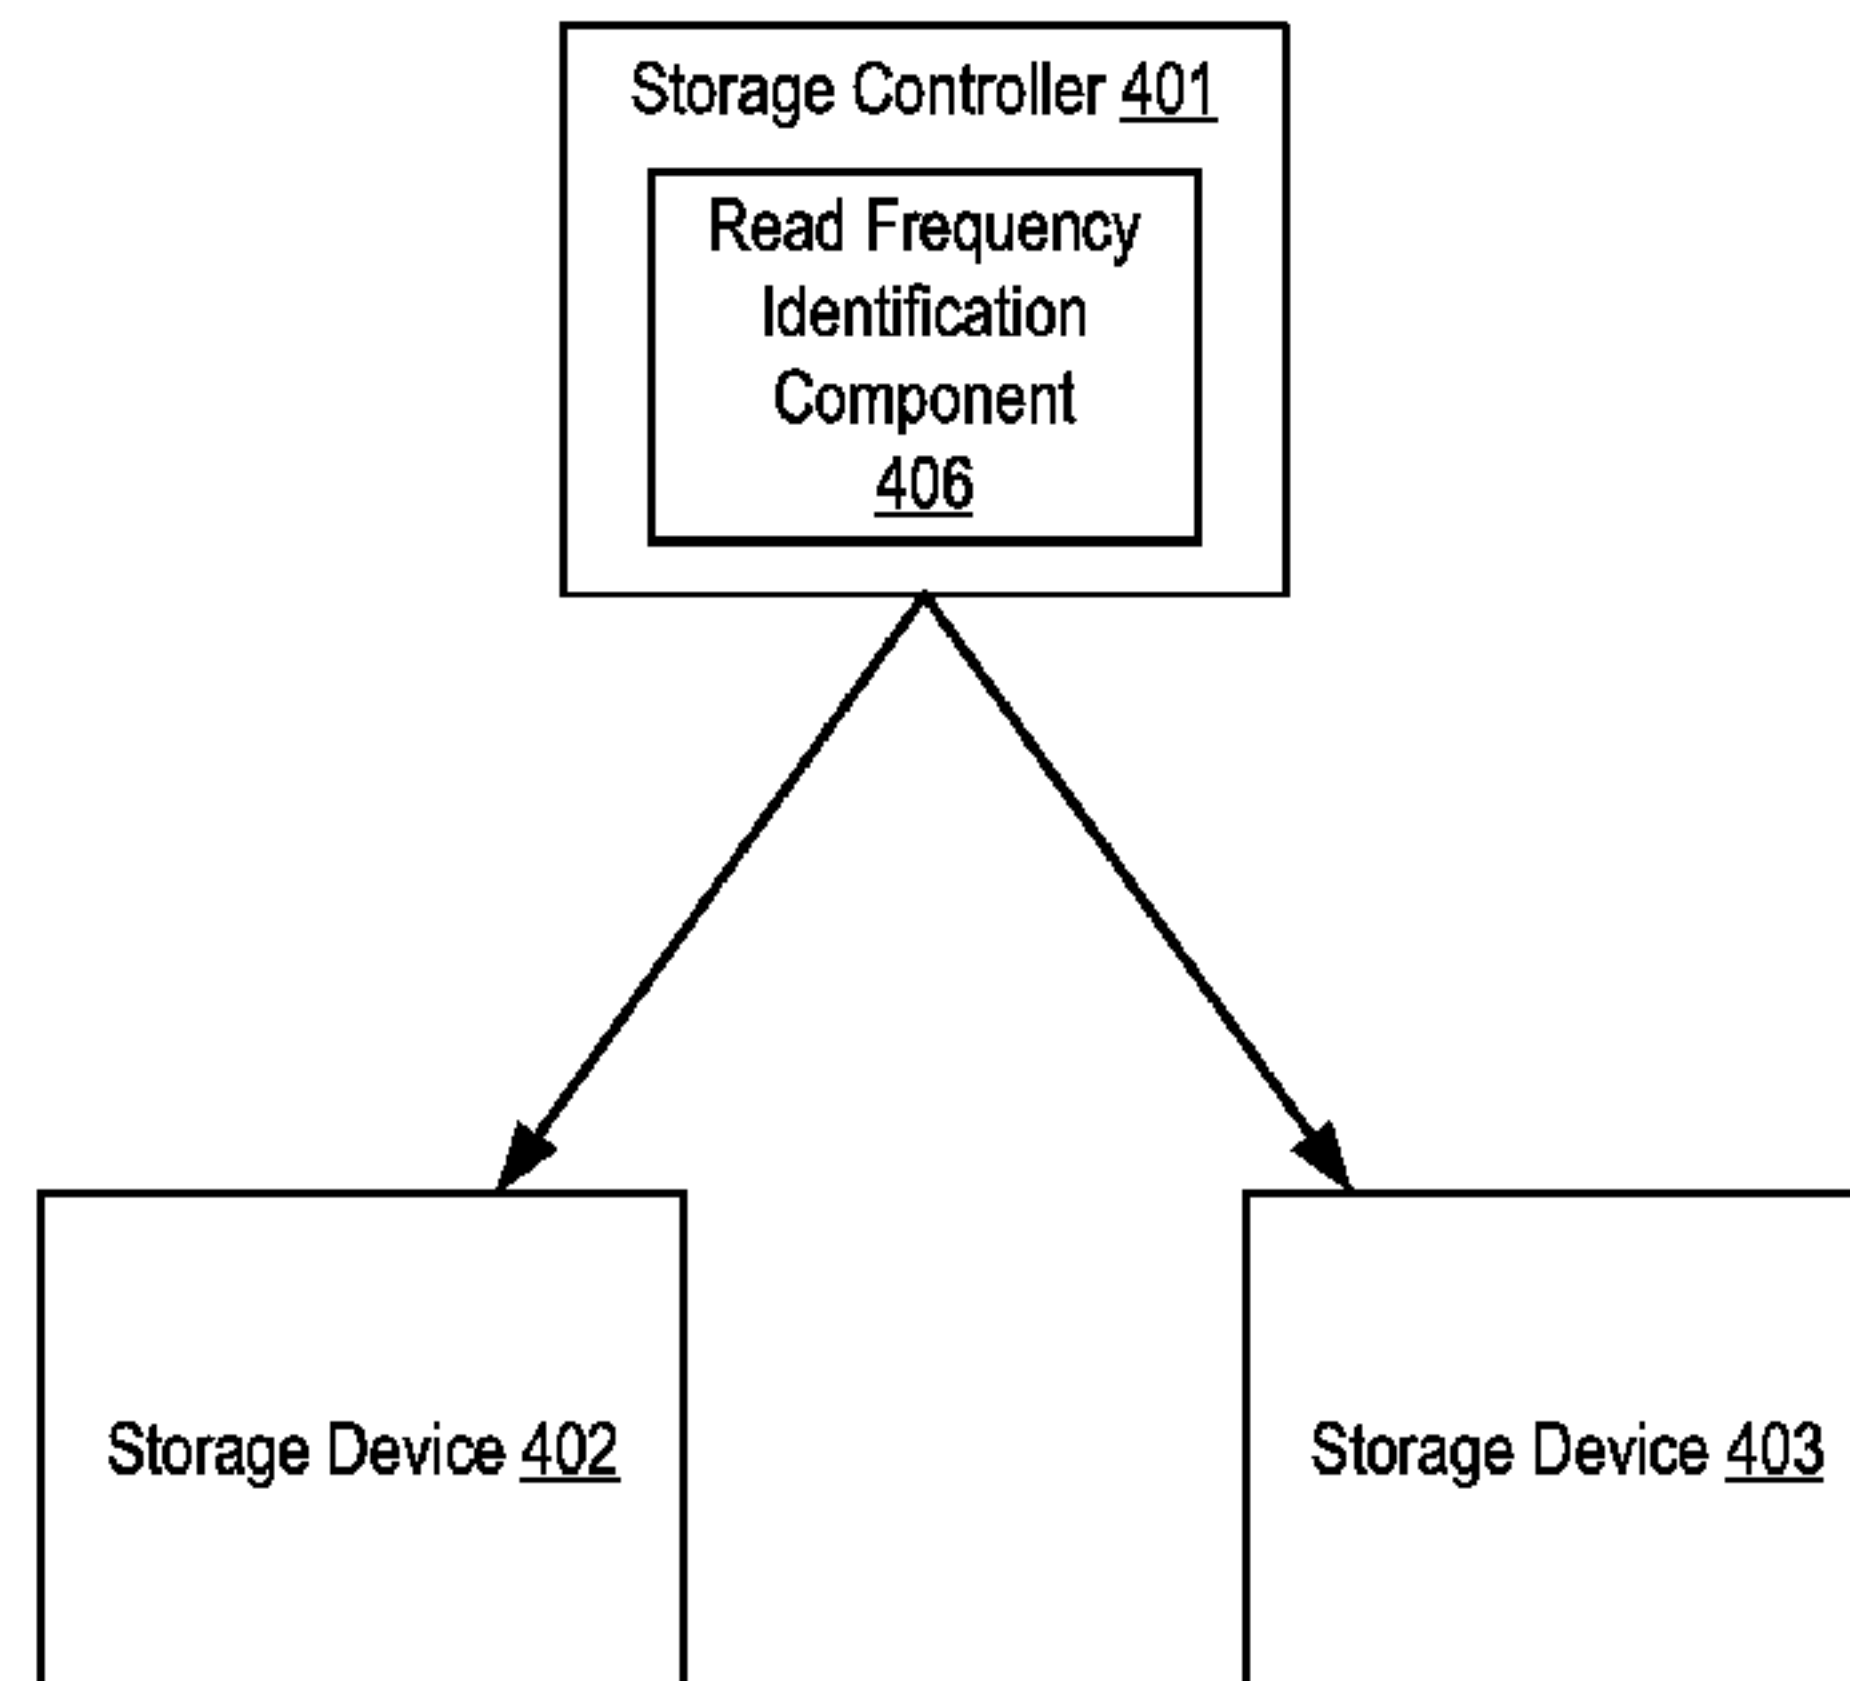 Storage Controller 401
Read Frequency
Identification
Component
406
Storage Device 402
Storage Device 403